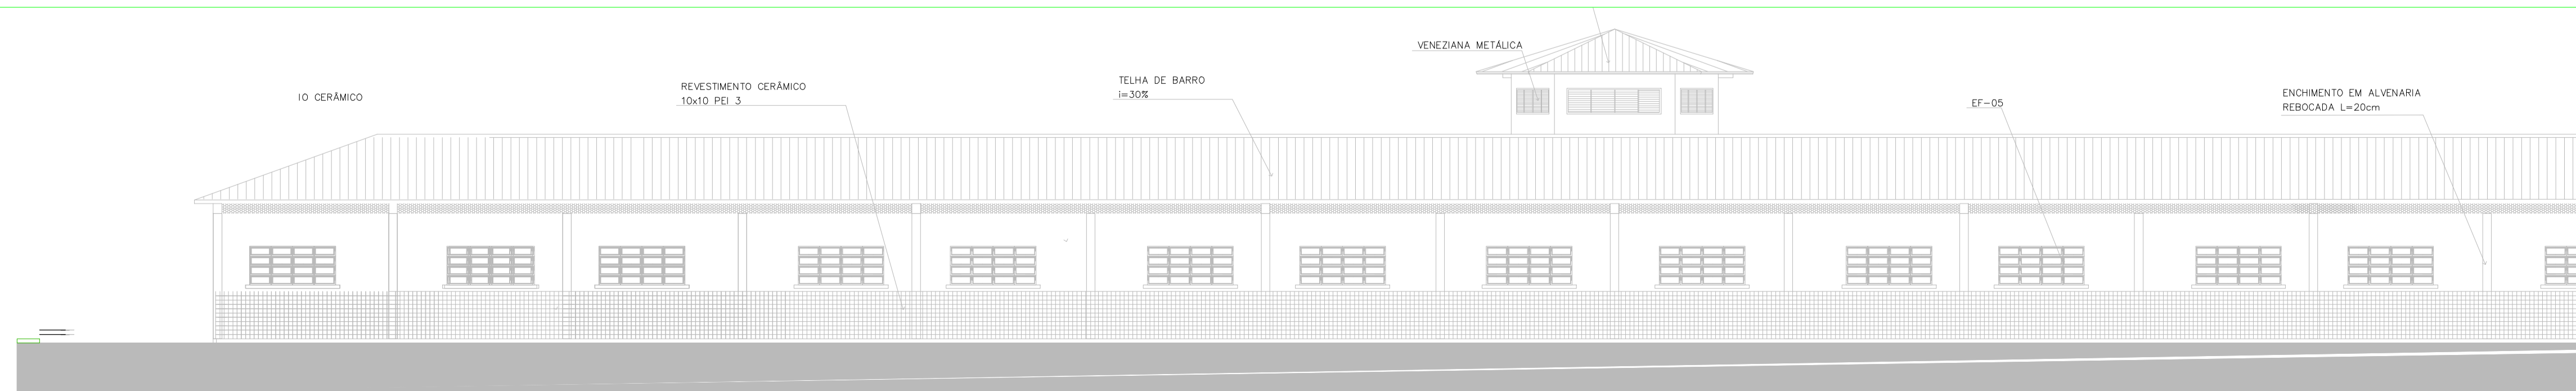 IO CERÂMICO
REVESTIMENTO CERÂMICO
10x10 PEI 3
TELHA DE BARRO
i=30%
VENEZIANA METÁLICA
EF-05
ENCHIMENTO EM ALVENARIA
REBOCADA L=20cm